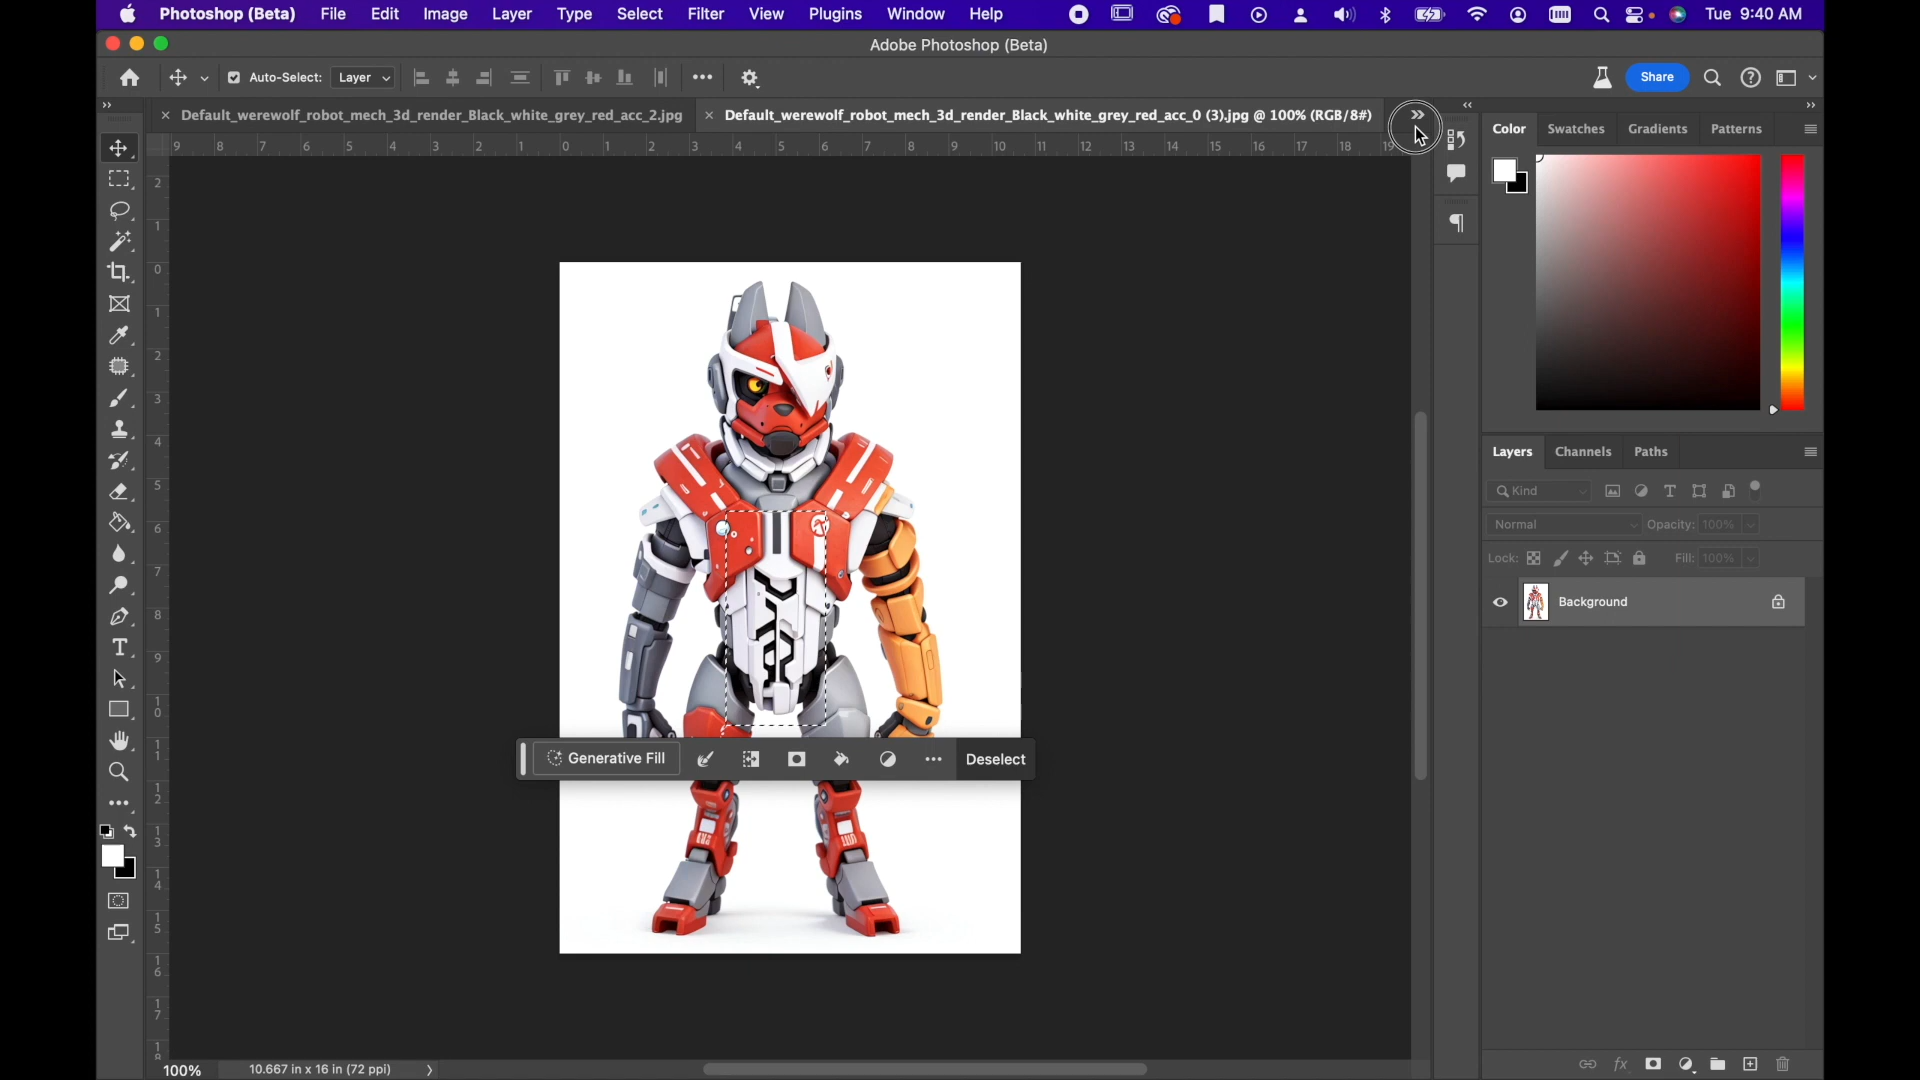 Photoshop (Beta) File Edit Image Layer Type Select Filter View Plugins Window Help Tue 9:40 AM
Adobe Photoshop (Beta)
Auto-Select: Layer Share
Default_werewolf_robot_mech_3d_render_Black_white_grey_red_acc_2.jpg Default_werewolf_robot_mech_3d_render_Black_white_grey_red_acc_0 (3).jpg @ 100% (RGB/8#)
Color Swatches Gradients Patterns
9 8 7 6 5 4 3 2 1 0 1 2 3 4 5 6 7 8 9 10 11 12 13 14 15 16 17 18 19
2
1
0
1
2
3
4
5
6
7
8
9
10
11
12
13
14
15
16
17
18
Layers Channels Paths
Kind
Normal Opacity: 100%
Lock: Fill: 100%
Background
Generative Fill Deselect
100% 10.667 in x 16 in (72 ppi)